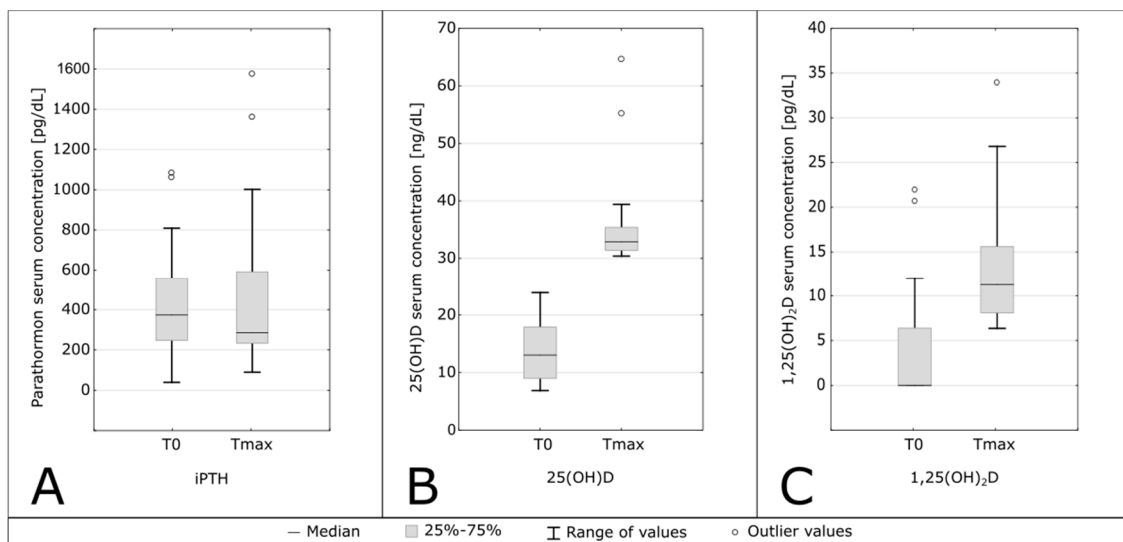 Parathormon serum concentration [pg/dL]
1600
1400
1200
1000
800
600
400
200
0
T0 Tmax
A
iPTH
25(OH)D serum concentration [ng/dL]
70
60
50
40
30
20
10
0
T0 Tmax
B
25(OH)D
1,25(OH)₂D serum concentration [pg/dL]
40
35
30
25
20
15
10
5
0
T0 Tmax
C
1,25(OH)₂D
Median 25%-75% Range of values Outlier values